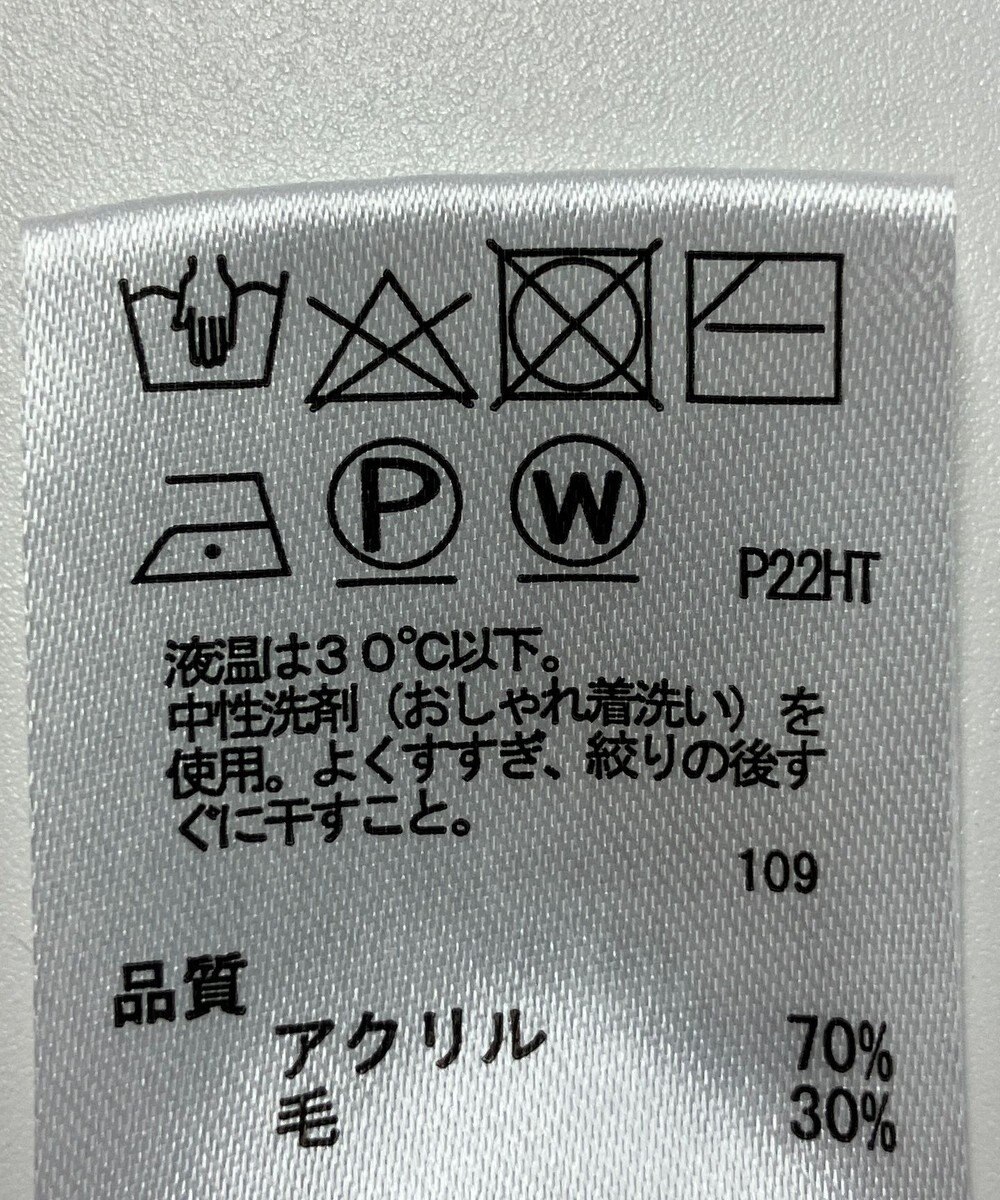 P W
P22HT
液温は30℃以下。
中性洗剤(おしゃれ着洗い)を
使用。よくすすぎ、絞りの後す
ぐに干すこと。
109
品質
アクリル 70%
毛 30%